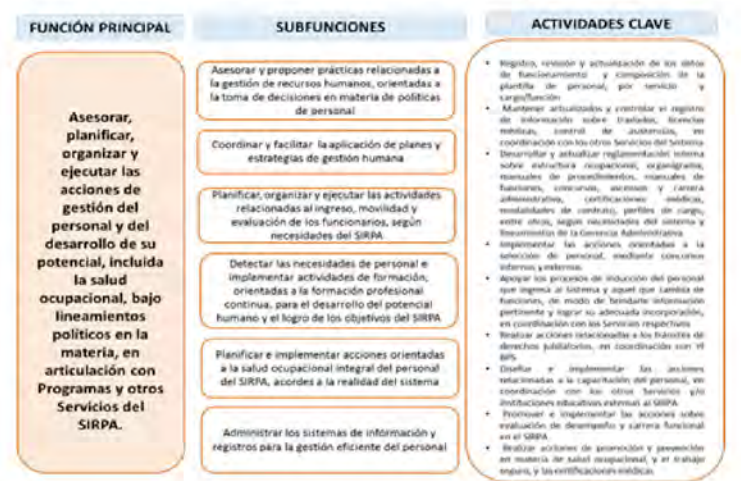 FUNCIÓN PRINCIPAL
Asesorar,
planificar,
organizar y
ejecutar las
acciones de
gestión del
personal y del
desarrollo de su
potencial, incluida
la salud
ocupacional, bajo
lineamientos
políticos en la
materia, en
articulación con
Programas y otros
Servicios del
SIRPA.
SUBFUNCIONES
Asesorar y proponer prácticas relacionadas a
la gestión de recursos humanos, orientadas a
la toma de decisiones en materia de políticas
de personal
Coordinar y facilitar la aplicación de planes y
estrategias de gestión humana
Planificar, organizar y ejecutar las actividades
relacionadas al ingreso, movilidad y
evaluación de los funcionarios, según
necesidades del SIRPA
Detectar las necesidades de personal e
implementar actividades de formación,
orientadas a la formación profesional
continua, para el desarrollo del potencial
humano y el logro de los objetivos del SIRPA
Planificar e implementar acciones orientadas
a la salud ocupacional integral del personal
del SIRPA, acordes a la realidad del sistema
Administrar los sistemas de información y
registros para la gestión eficiente del personal
ACTIVIDADES CLAVE
• Registro, revisión y actualización de los datos
de funcionamiento y composición de la
plantilla de personal, por servicio y
cargo/función
• Mantener actualizados y controlar el registro
de información sobre traslados, licencias
médicas, control de asistencias, en
coordinación con los otros Servicios del Sistema
• Desarrollar y actualizar reglamentación interna
sobre estructura ocupacional, organigrama,
manuales de procedimientos, manuales de
funciones, concursos, ascensos y carrera
administrativa, certificaciones médicas,
modalidades de contrato, perfiles de cargo,
entre otros, según necesidades del sistema y
lineamientos de la Gerencia Administrativa
• Implementar las acciones orientadas a la
selección de personal, mediante concursos
internos y externos
• Apoyar los procesos de inducción del personal
que ingresa al sistema y aquel que cambia de
funciones, de modo de brindarle información
pertinente y lograr su adecuada incorporación,
en coordinación con los Servicios respectivos
• Realizar acciones relacionadas a los trámites de
derechos jubilatorios, en coordinación con el
BPS
• Diseñar e implementar las acciones
relacionadas a la capacitación del personal, en
coordinación con los otros Servicios y/o
instituciones educativas externas al SIRPA
• Promover e implementar las acciones sobre
evaluación de desempeño y carrera funcional
en el SIRPA
• Realizar acciones de promoción y prevención
en materia de salud ocupacional, y el trabajo
seguro, y las certificaciones médicas